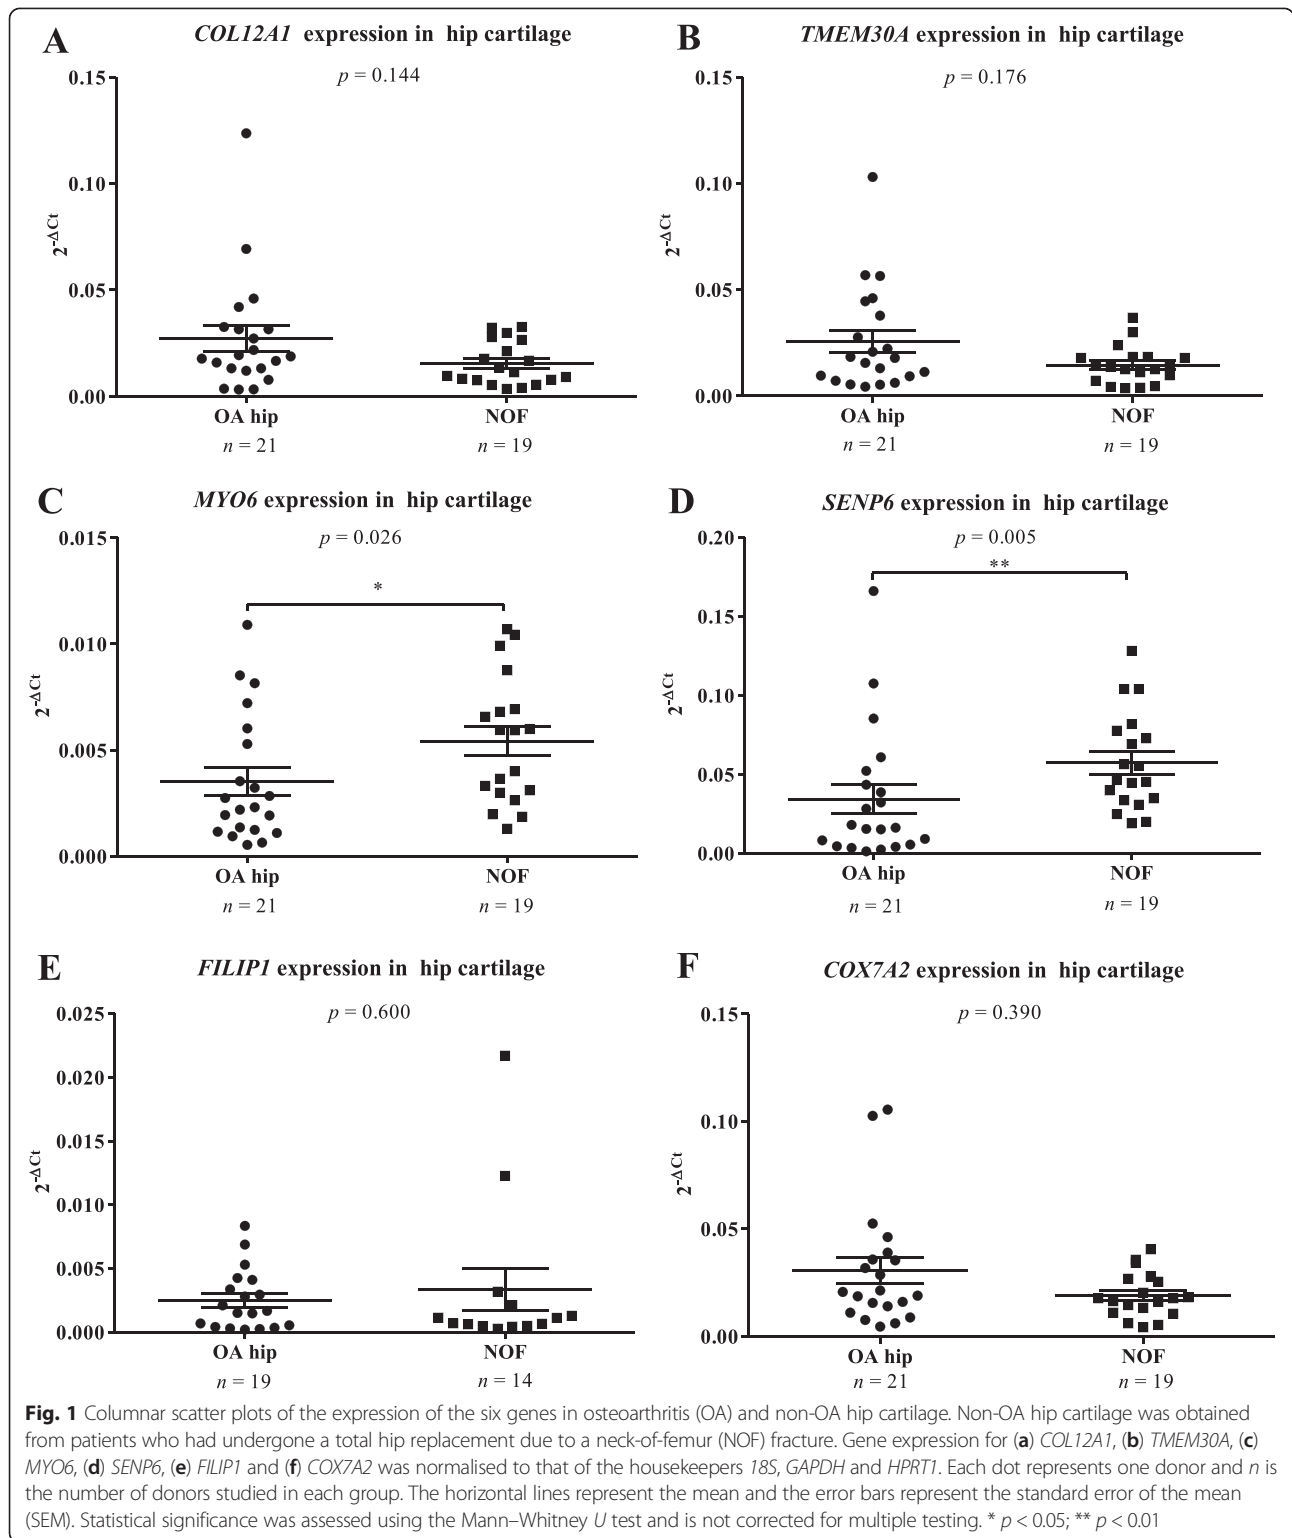 A
COL12A1 expression in hip cartilage
p = 0.144
0.15
0.10
0.05
0.00
2-ΔCt
OA hip
NOF
n = 21
n = 19
B
TMEM30A expression in hip cartilage
p = 0.176
0.15
0.10
0.05
0.00
2-ΔCt
OA hip
NOF
n = 21
n = 19
C
MYO6 expression in hip cartilage
p = 0.026
*
0.015
0.010
0.005
0.000
2-ΔCt
OA hip
NOF
n = 21
n = 19
D
SENP6 expression in hip cartilage
p = 0.005
**
0.20
0.15
0.10
0.05
0.00
2-ΔCt
OA hip
NOF
n = 21
n = 19
E
FILIP1 expression in hip cartilage
p = 0.600
0.025
0.020
0.015
0.010
0.005
0.000
2-ΔCt
OA hip
NOF
n = 19
n = 14
F
COX7A2 expression in hip cartilage
p = 0.390
0.15
0.10
0.05
0.00
2-ΔCt
OA hip
NOF
n = 21
n = 19
Fig. 1 Columnar scatter plots of the expression of the six genes in osteoarthritis (OA) and non-OA hip cartilage. Non-OA hip cartilage was obtained
from patients who had undergone a total hip replacement due to a neck-of-femur (NOF) fracture. Gene expression for (a) COL12A1, (b) TMEM30A, (c)
MYO6, (d) SENP6, (e) FILIP1 and (f) COX7A2 was normalised to that of the housekeepers 18S, GAPDH and HPRT1. Each dot represents one donor and n is
the number of donors studied in each group. The horizontal lines represent the mean and the error bars represent the standard error of the mean
(SEM). Statistical significance was assessed using the Mann–Whitney U test and is not corrected for multiple testing. * p < 0.05; ** p < 0.01